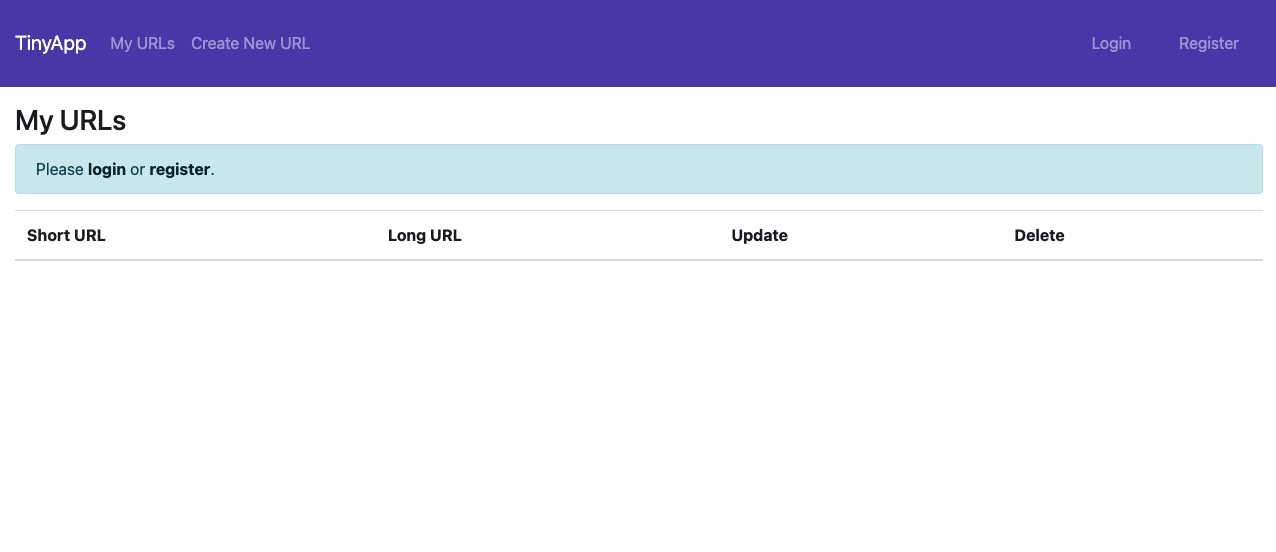 TinyApp My URLs Create New URL Login Register
My URLs
Please login or register.
Short URL Long URL Update Delete